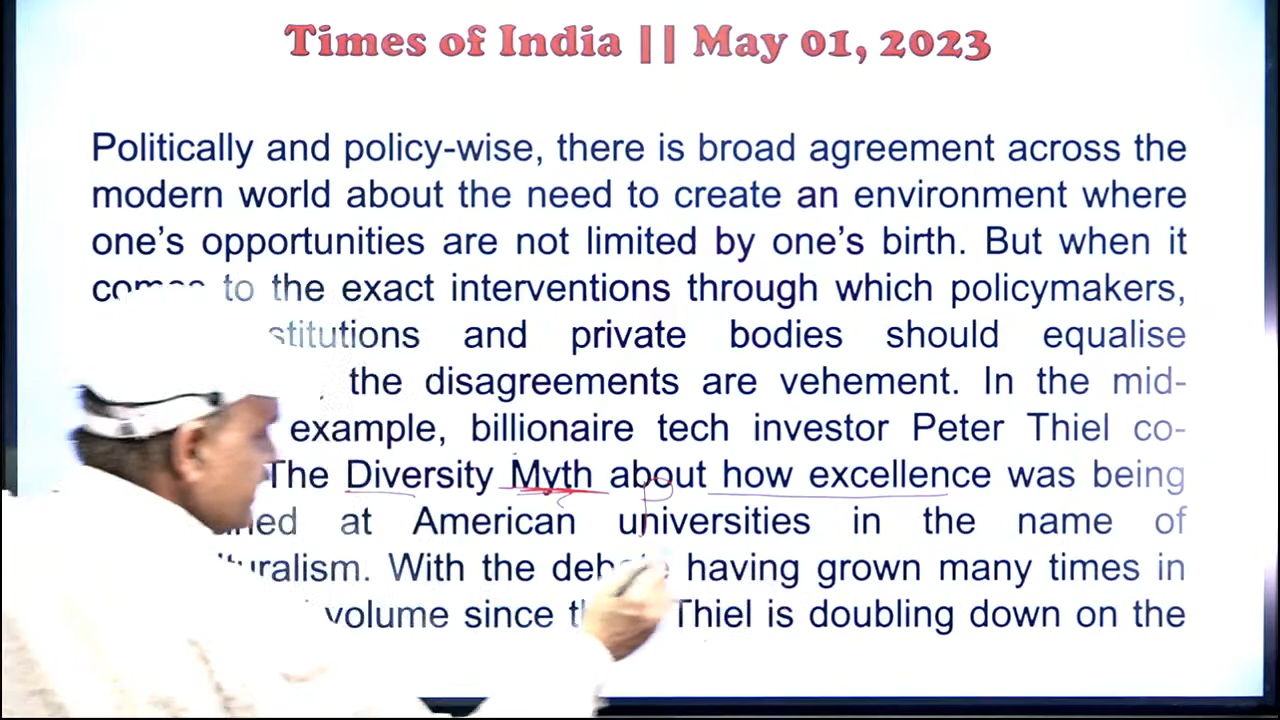 Times of India || May 01, 2023
Politically and policy-wise, there is broad agreement across the
modern world about the need to create an environment where
one's opportunities are not limited by one's birth. But when it
comes to the exact interventions through which policymakers,
and private bodies should equalise
the disagreements are vehement. In the mid-
example, billionaire tech investor Peter Thiel co-
The Diversity Myth about how excellence was being
at American universities in the name of
With the debate having grown many times in
volume since Thiel is doubling down on the